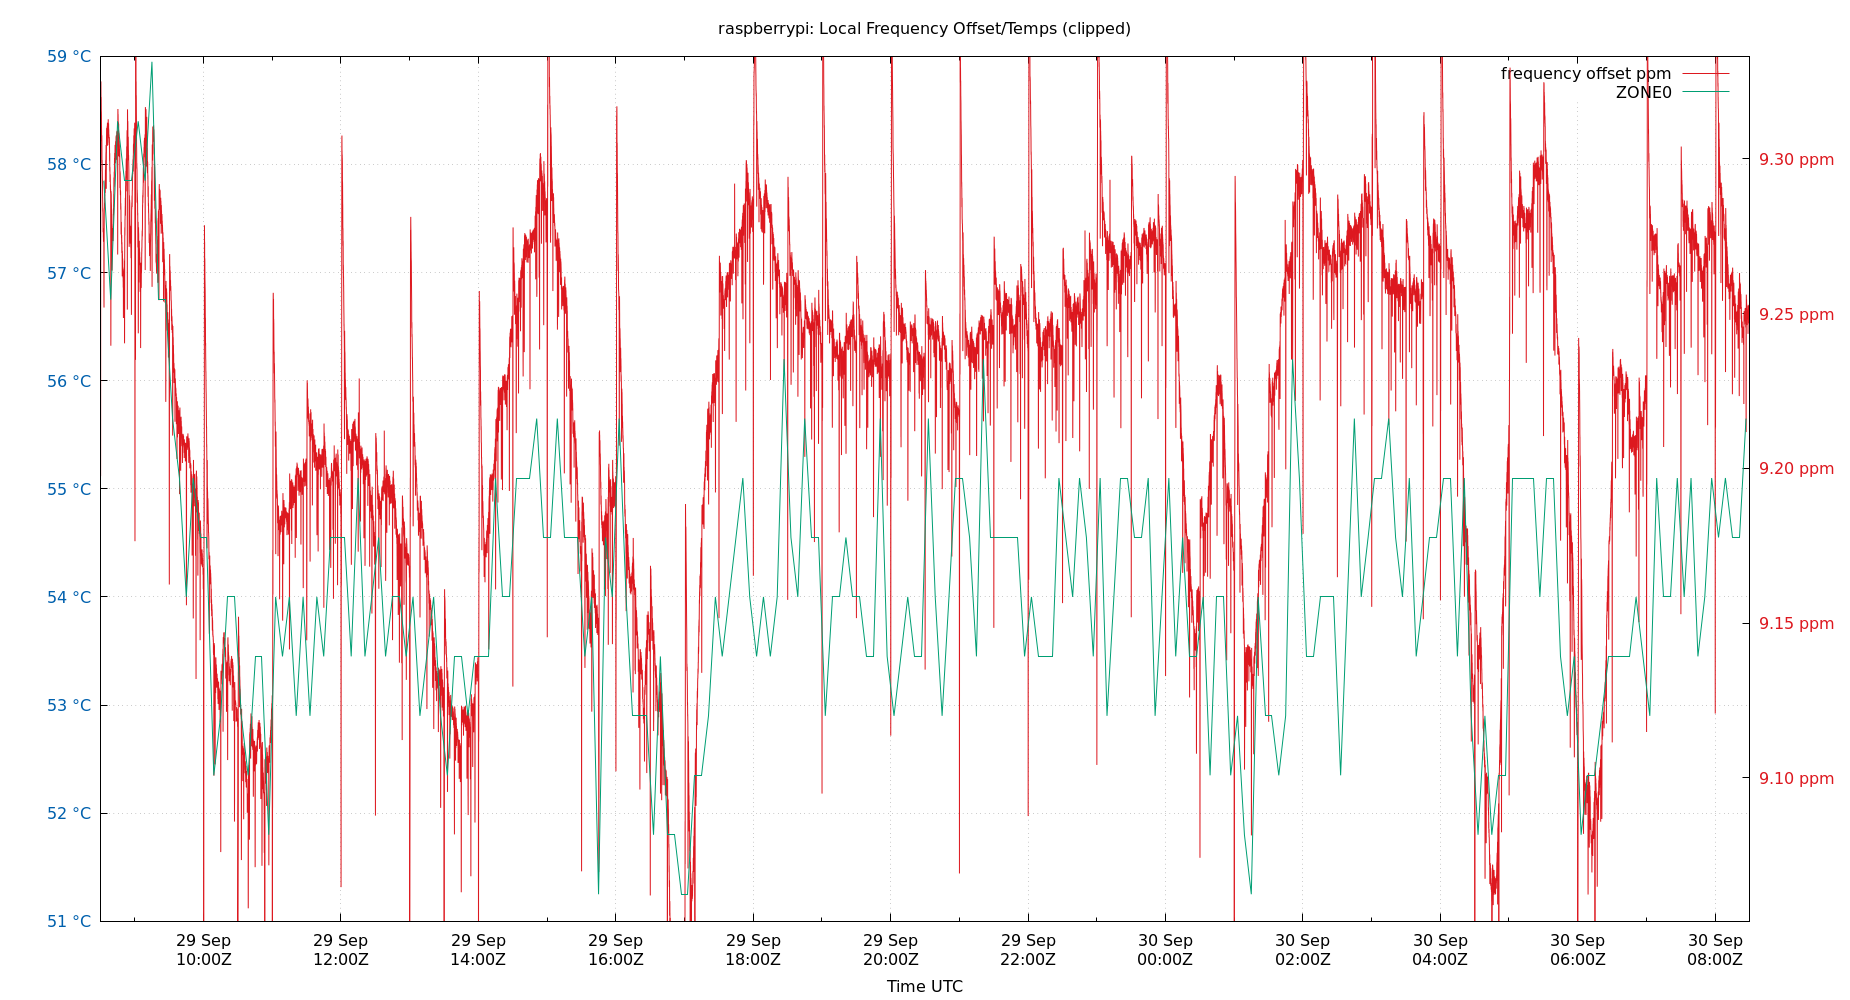 raspberrypi: Local Frequency Offset/Temps (clipped)
59 °C
58 °C
57 °C
56 °C
55 °C
54 °C
53 °C
52 °C
51 °C
frequency offset ppm
ZONE0
9.30 ppm
9.25 ppm
9.20 ppm
9.15 ppm
9.10 ppm
29 Sep 29 Sep 29 Sep 29 Sep 29 Sep 29 Sep 29 Sep 30 Sep 30 Sep 30 Sep 30 Sep 30 Sep
10:00Z 12:00Z 14:00Z 16:00Z 18:00Z 20:00Z 22:00Z 00:00Z 02:00Z 04:00Z 06:00Z 08:00Z
Time UTC